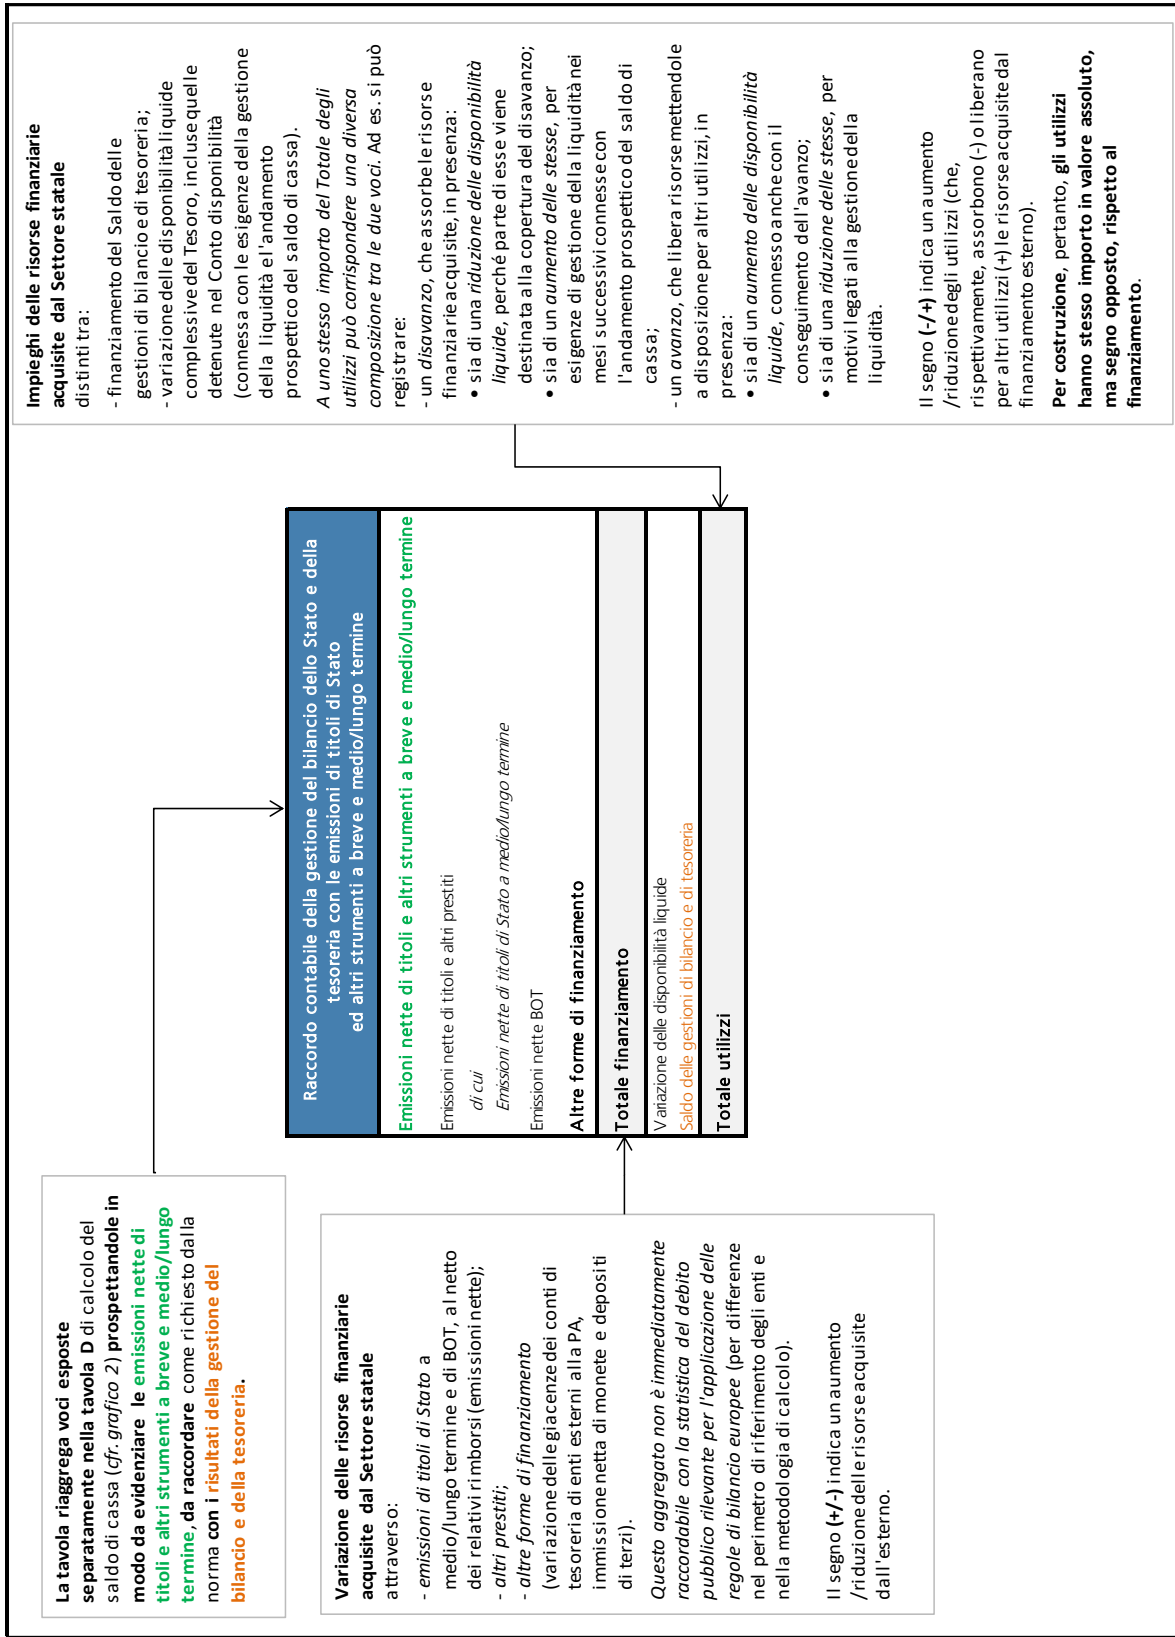 La tavola riaggrega voci esposte
separatamente nella tavola D di calcolo del
saldo di cassa (cfr. grafico 2) prospettandole in
modo da evidenziare le emissioni nette di
titoli e altri strumenti a breve e medio/lungo
termine, da raccordare come richiesto dalla
norma con i risultati della gestione del
bilancio e della tesoreria.
Variazione delle risorse finanziarie
acquisite dal Settore statale
attraverso:
- emissioni di titoli di Stato a
medio/lungo termine e di BOT, al netto
dei relativi rimborsi (emissioni nette);
- altri prestiti;
- altre forme di finanziamento
(variazione delle giacenze dei conti di
tesoreria di enti esterni alla PA,
immissione netta di monete e depositi
di terzi).
Questo aggregato non è immediatamente
raccordabile con la statistica del debito
pubblico rilevante per l'applicazione delle
regole di bilancio europee (per differenze
nel perimetro di riferimento degli enti e
nella metodologia di calcolo).
Il segno (+/-) indica un aumento
/riduzione delle risorse acquisite
dall'esterno.
Raccordo contabile della gestione del bilancio dello Stato e della
tesoreria con le emissioni di titoli di Stato
ed altri strumenti a breve e medio/lungo termine
Emissioni nette di titoli e altri strumenti a breve e medio/lungo termine
Emissioni nette di titoli e altri prestiti
di cui
Emissioni nette di titoli di Stato a medio/lungo termine
Emissioni nette BOT
Altre forme di finanziamento
Totale finanziamento
Variazione delle disponibilità liquide
Saldo delle gestioni di bilancio e di tesoreria
Totale utilizzi
Impieghi delle risorse finanziarie
acquisite dal Settore statale
distinti tra:
- finanziamento del Saldo delle
gestioni di bilancio e di tesoreria;
- variazione delle disponibilità liquide
complessive del Tesoro, incluse quelle
detenute nel Conto disponibilità
(connessa con le esigenze della gestione
della liquidità e l'andamento
prospettico del saldo di cassa).
A uno stesso importo del Totale degli
utilizzi può corrispondere una diversa
composizione tra le due voci. Ad es. si può
registrare:
- un disavanzo, che assorbe le risorse
finanziarie acquisite, in presenza:
• sia di una riduzione delle disponibilità
liquide, perché parte di esse viene
destinata alla copertura del disavanzo;
• sia di un aumento delle stesse, per
esigenze di gestione della liquidità nei
mesi successivi connesse con
l'andamento prospettico del saldo di
cassa;
- un avanzo, che libera risorse mettendole
a disposizione per altri utilizzi, in
presenza:
• sia di un aumento delle disponibilità
liquide, connesso anche con il
conseguimento dell'avanzo;
• sia di una riduzione delle stesse, per
motivi legati alla gestione della
liquidità.
Il segno (-/+) indica un aumento
/riduzione degli utilizzi (che,
rispettivamente, assorbono (-) o liberano
per altri utilizzi (+) le risorse acquisite dal
finanziamento esterno).
Per costruzione, pertanto, gli utilizzi
hanno stesso importo in valore assoluto,
ma segno opposto, rispetto al
finanziamento.